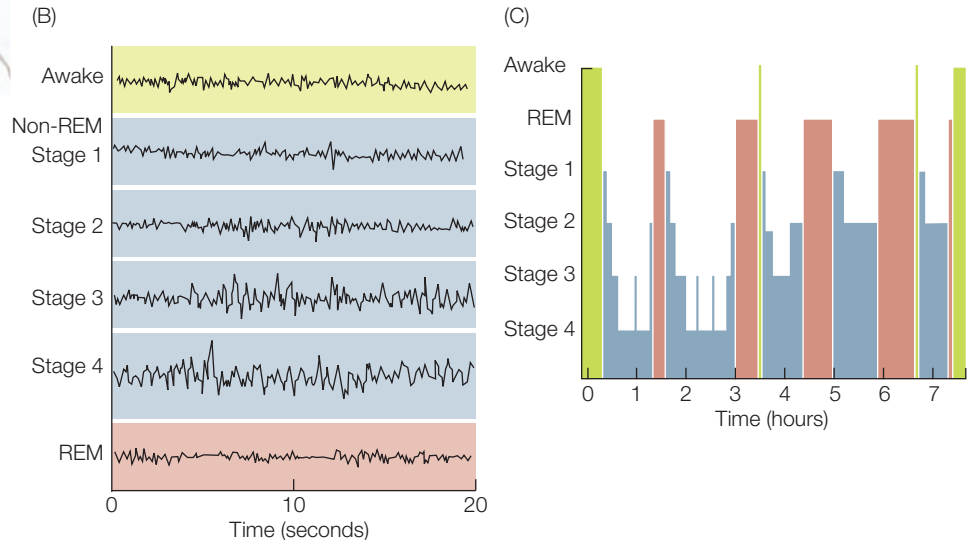 (B)
Awake
Non-REM
Stage 1
Stage 2
Stage 3
Stage 4
REM
0 10 20
Time (seconds)
(C)
Awake
REM
Stage 1
Stage 2
Stage 3
Stage 4
0 1 2 3 4 5 6 7
Time (hours)